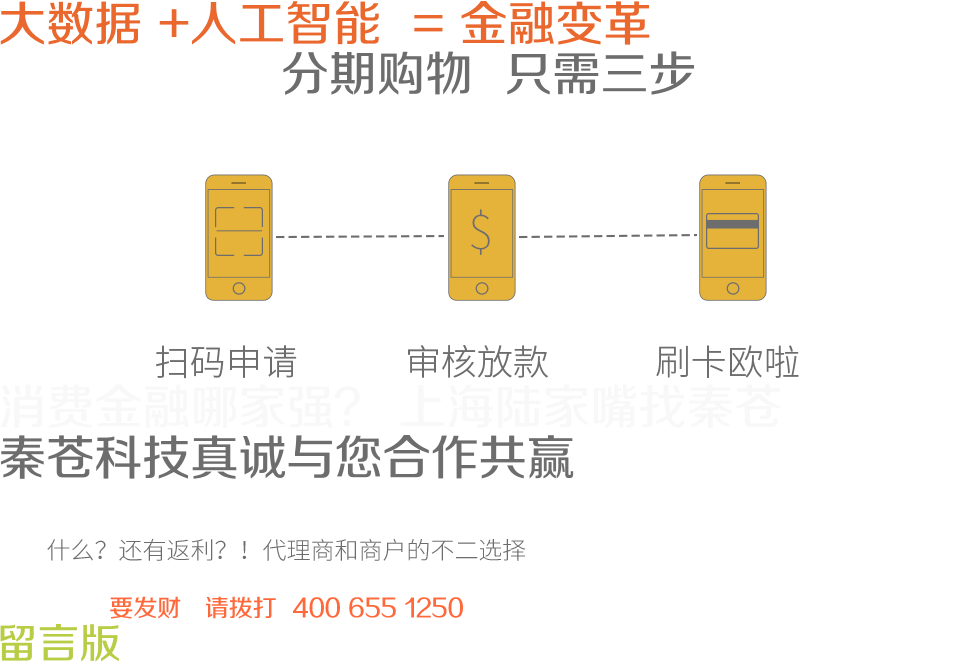 大数据 +人工智能 = 金融变革
分期购物 只需三步
$
扫码申请 审核放款 刷卡欧啦
消费金融哪家强? 上海陆家嘴找秦苍
秦苍科技真诚与您合作共赢
什么？还有返利？！代理商和商户的不二选择
要发财 请拨打 400 655 1250
留言版